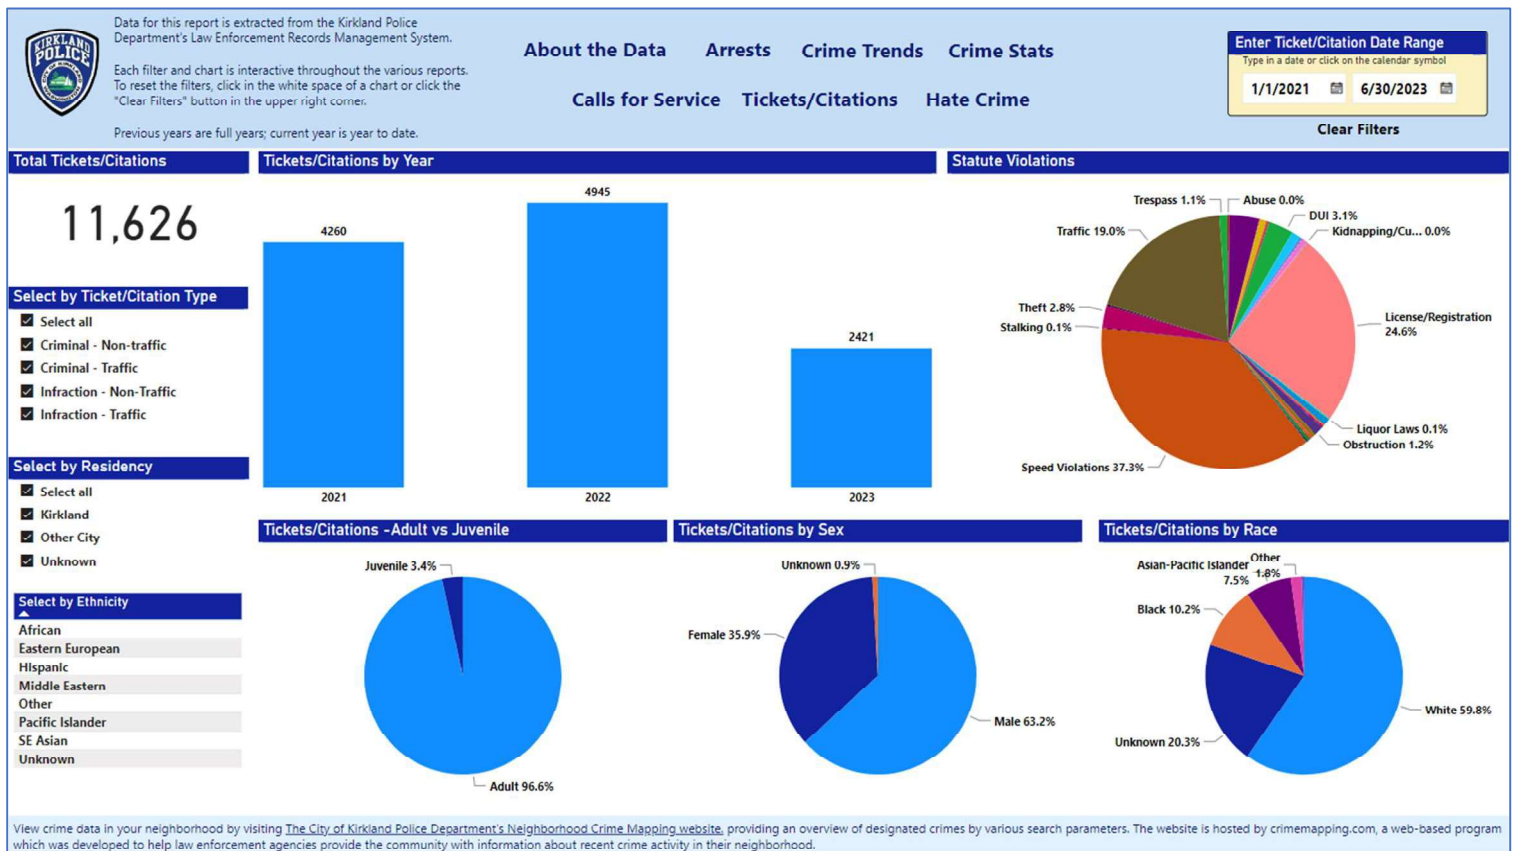 KIRKLAND
POLICE
CITY OF KIRKLAND
WASHINGTON
Data for this report is extracted from the Kirkland Police
Department's Law Enforcement Records Management System.
Each filter and chart is interactive throughout the various reports.
To reset the filters, click in the white space of a chart or click the
"Clear Filters" button in the upper right corner.
Previous years are full years; current year is year to date.
About the Data
Arrests
Crime Trends
Crime Stats
Calls for Service
Tickets/Citations
Hate Crime
Enter Ticket/Citation Date Range
Type in a date or click on the calendar symbol
1/1/2021
6/30/2023
Clear Filters
Total Tickets/Citations
11,626
Select by Ticket/Citation Type
Select all
Criminal - Non-traffic
Criminal - Traffic
Infraction - Non-Traffic
Infraction - Traffic
Select by Residency
Select all
Kirkland
Other City
Unknown
Select by Ethnicity
African
Eastern European
Hispanic
Middle Eastern
Other
Pacific Islander
SE Asian
Unknown
Tickets/Citations by Year
4260
4945
2421
2021
2022
2023
Statute Violations
Trespass 1.1%
Abuse 0.0%
DUI 3.1%
Traffic 19.0%
Kidnapping/Cu... 0.0%
Theft 2.8%
Stalking 0.1%
License/Registration
24.6%
Liquor Laws 0.1%
Obstruction 1.2%
Speed Violations 37.3%
Tickets/Citations -Adult vs Juvenile
Juvenile 3.4%
Adult 96.6%
Tickets/Citations by Sex
Unknown 0.9%
Female 35.9%
Male 63.2%
Tickets/Citations by Race
Other
1.8%
Asian-Pacific Islander
7.5%
Black 10.2%
White 59.8%
Unknown 20.3%
View crime data in your neighborhood by visiting The City of Kirkland Police Department's Neighborhood Crime Mapping website, providing an overview of designated crimes by various search parameters. The website is hosted by crimemapping.com, a web-based program
which was developed to help law enforcement agencies provide the community with information about recent crime activity in their neighborhood.